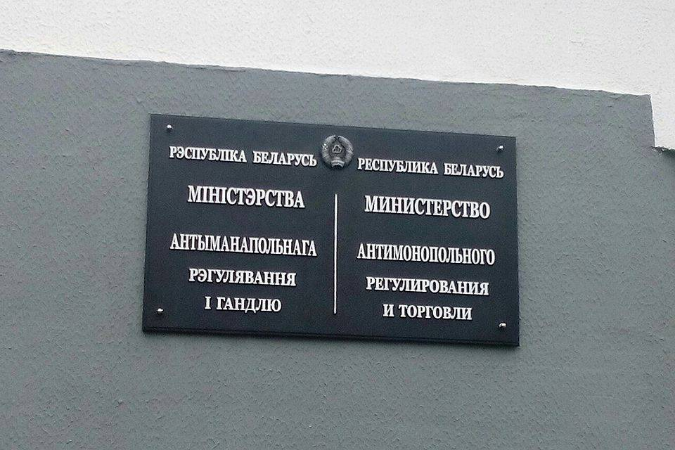 РЭСПУБЛІКА БЕЛАРУСЬ
МІНІСТЭРСТВА
АНТЫМАНАПОЛЬНАГА
РЭГУЛЯВАННЯ
І ГАНДЛЮ
РЕСПУБЛИКА БЕЛАРУСЬ
МИНИСТЕРСТВО
АНТИМОНОПОЛЬНОГО
РЕГУЛИРОВАНИЯ
И ТОРГОВЛИ